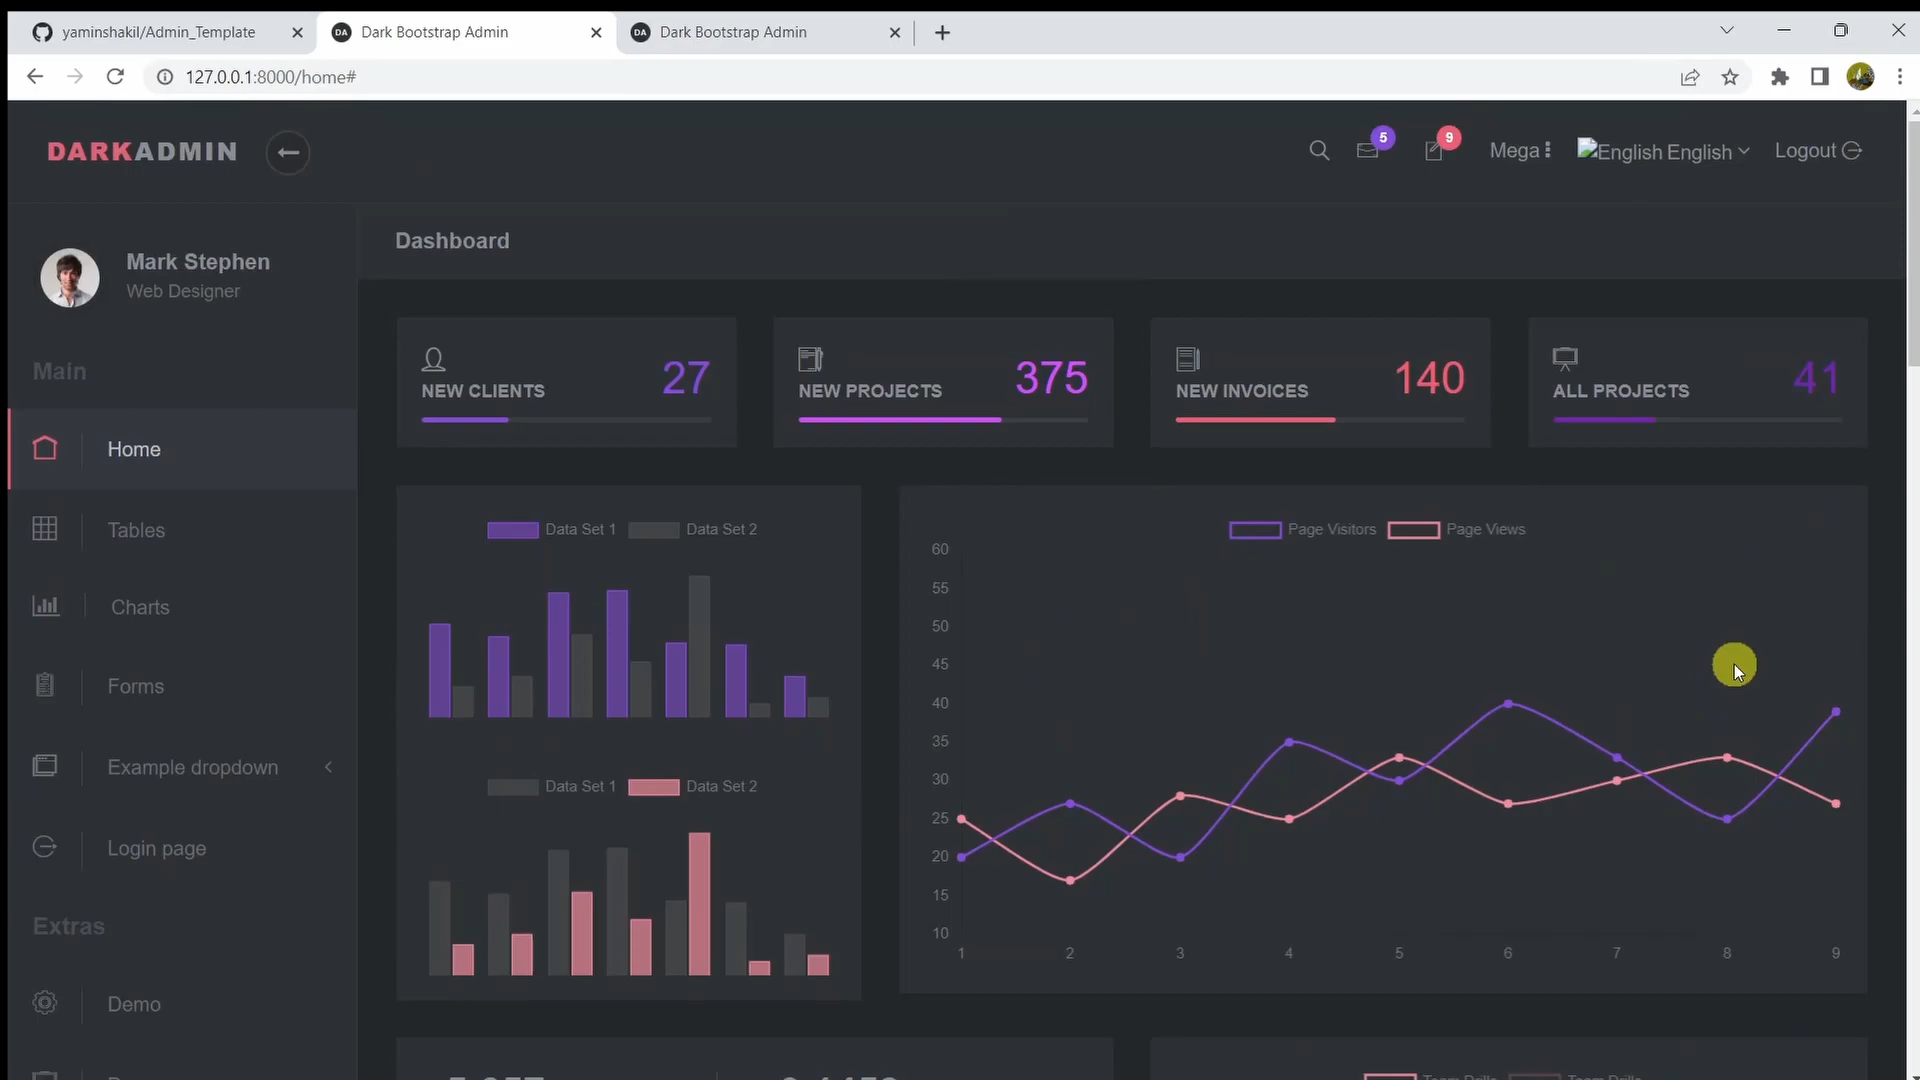 yaminshakil/Admin_Template
DA Dark Bootstrap Admin
DA Dark Bootstrap Admin
127.0.0.1:8000/home#
DARKADMIN
5
9
Mega
English English
Logout
Mark Stephen
Web Designer
Main
Home
Tables
Charts
Forms
Example dropdown
Login page
Extras
Demo
Dashboard
NEW CLIENTS
27
NEW PROJECTS
375
NEW INVOICES
140
ALL PROJECTS
41
Data Set 1 Data Set 2
Data Set 1 Data Set 2
Page Visitors Page Views
60
55
50
45
40
35
30
25
20
15
10
1 2 3 4 5 6 7 8 9